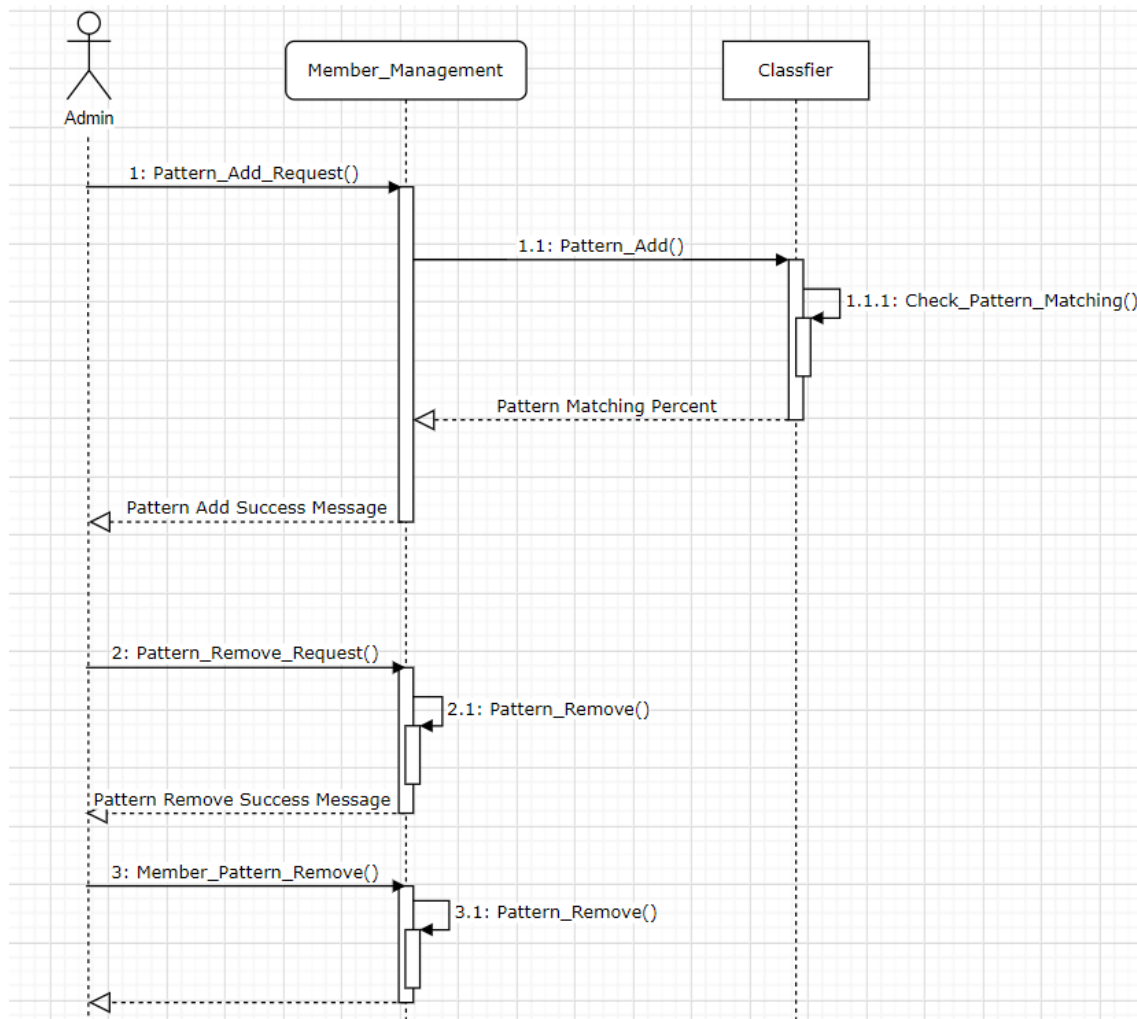 Member_Management
Classfier
Admin
1: Pattern_Add_Request()
1.1: Pattern_Add()
1.1.1: Check_Pattern_Matching()
Pattern Matching Percent
Pattern Add Success Message
2: Pattern_Remove_Request()
2.1: Pattern_Remove()
Pattern Remove Success Message
3: Member_Pattern_Remove()
3.1: Pattern_Remove()